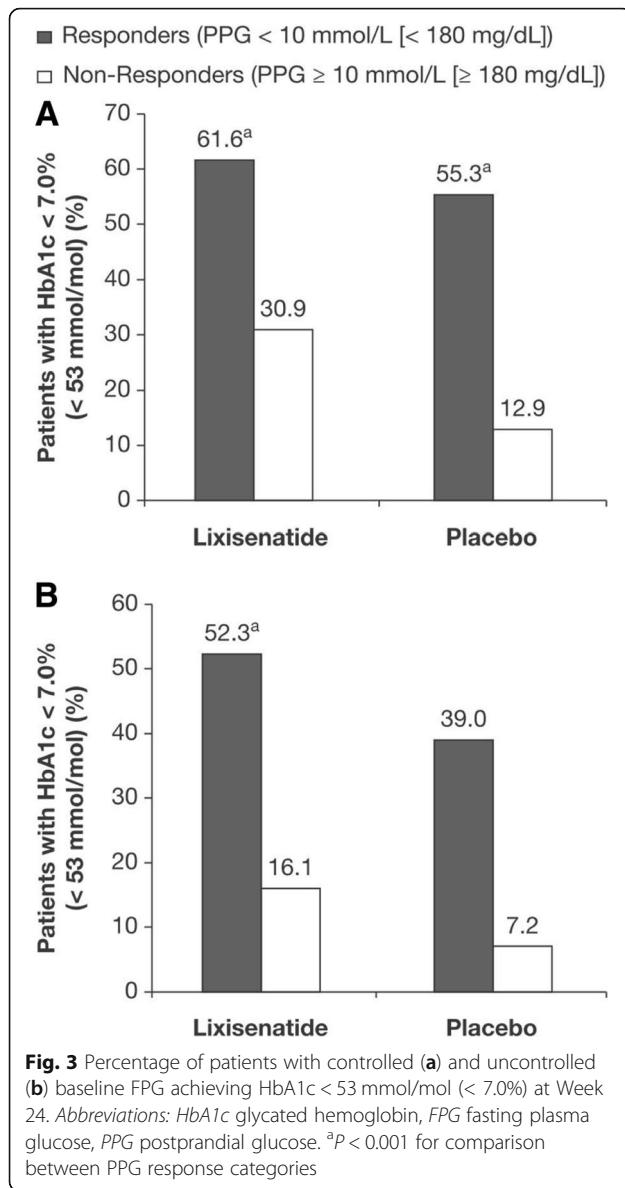 Responders (PPG < 10 mmol/L [< 180 mg/dL])
Non-Responders (PPG ≥ 10 mmol/L [≥ 180 mg/dL])
A
Patients with HbA1c < 7.0%
(< 53 mmol/mol) (%)
70
60
50
40
30
20
10
0
61.6a
30.9
55.3a
12.9
Lixisenatide
Placebo
B
Patients with HbA1c < 7.0%
(< 53 mmol/mol) (%)
60
50
40
30
20
10
0
52.3a
16.1
39.0
7.2
Lixisenatide
Placebo
Fig. 3 Percentage of patients with controlled (a) and uncontrolled
(b) baseline FPG achieving HbA1c < 53 mmol/mol (< 7.0%) at Week
24. Abbreviations: HbA1c glycated hemoglobin, FPG fasting plasma
glucose, PPG postprandial glucose. aP < 0.001 for comparison
between PPG response categories